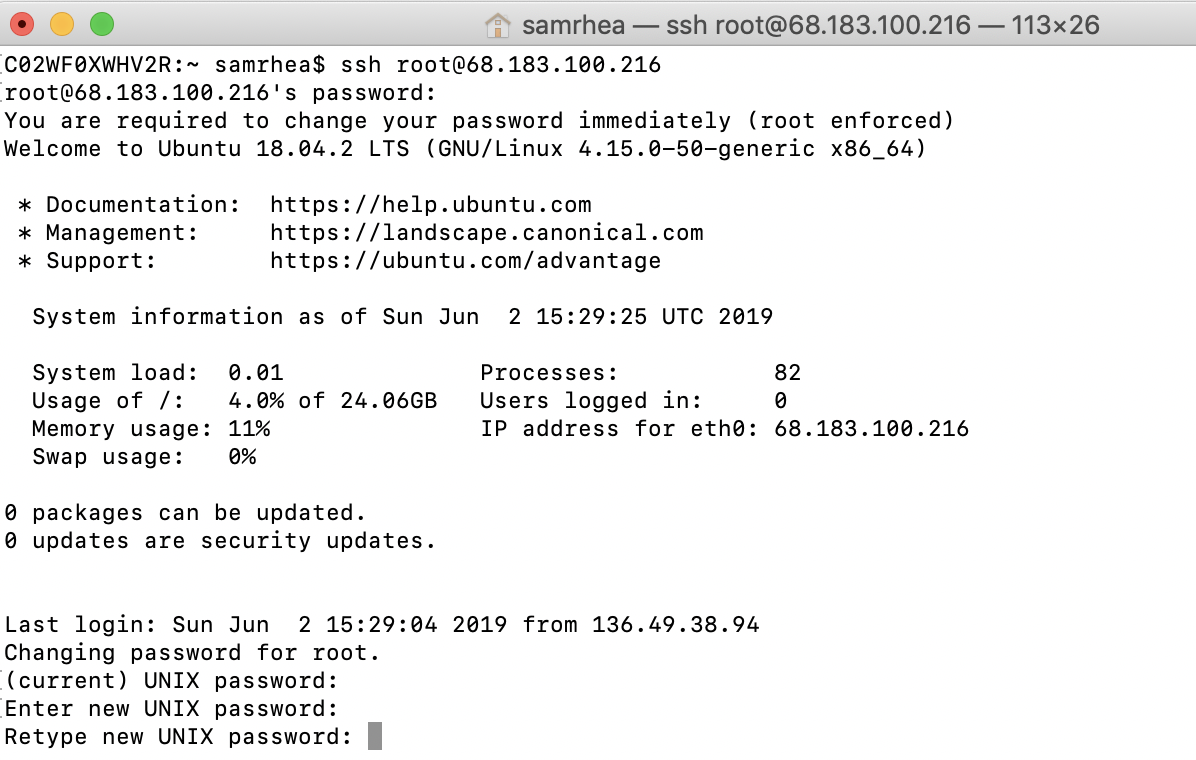 samrhea — ssh root@68.183.100.216 — 113×26
C02WF0XWHV2R:~ samrhea$ ssh root@68.183.100.216
root@68.183.100.216's password:
You are required to change your password immediately (root enforced)
Welcome to Ubuntu 18.04.2 LTS (GNU/Linux 4.15.0-50-generic x86_64)
* Documentation:  https://help.ubuntu.com
* Management:     https://landscape.canonical.com
* Support:        https://ubuntu.com/advantage
System information as of Sun Jun  2 15:29:25 UTC 2019
System load:  0.01              Processes:           82
Usage of /:   4.0% of 24.06GB   Users logged in:     0
Memory usage: 11%               IP address for eth0: 68.183.100.216
Swap usage:   0%
0 packages can be updated.
0 updates are security updates.
Last login: Sun Jun  2 15:29:04 2019 from 136.49.38.94
Changing password for root.
(current) UNIX password:
Enter new UNIX password:
Retype new UNIX password: